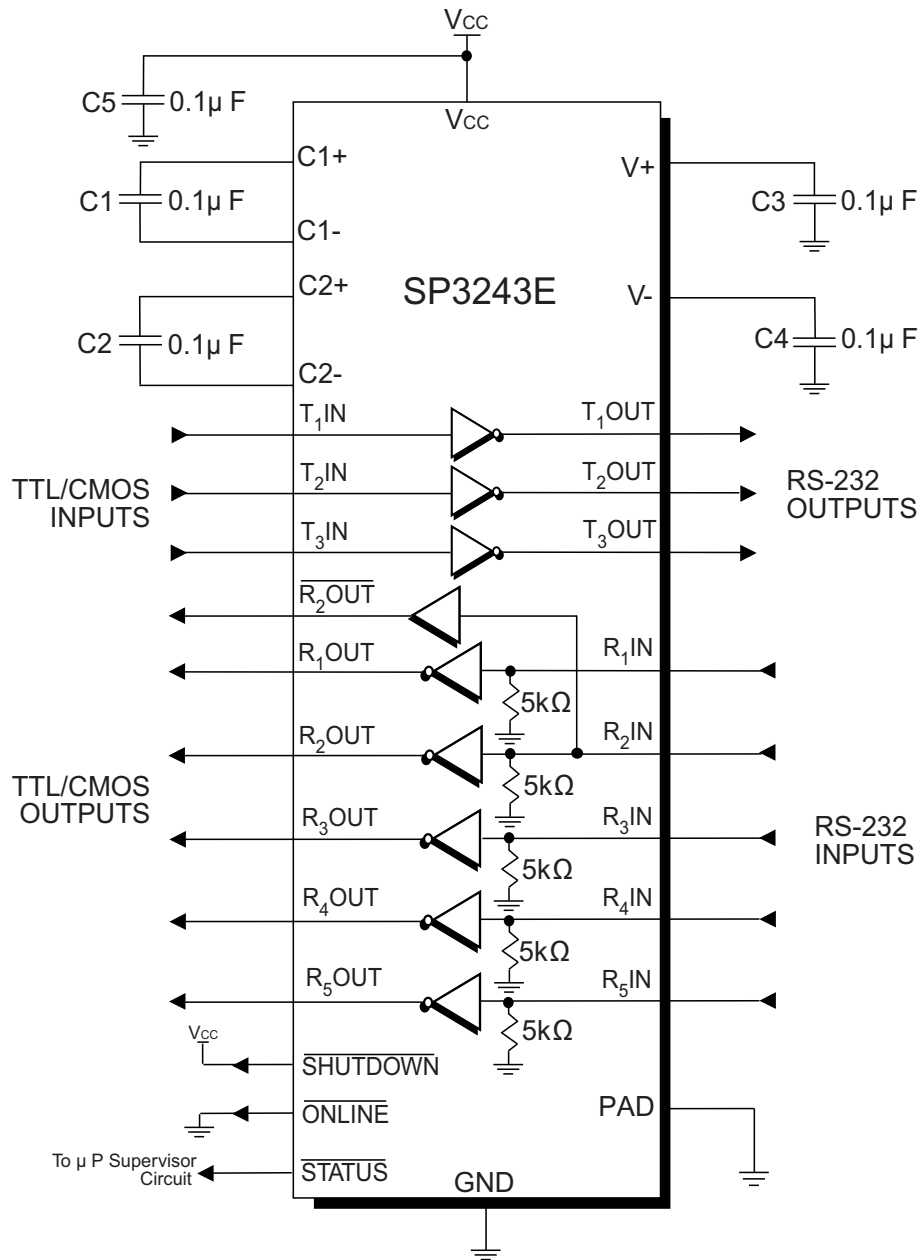 VCC
C5
0.1µ F
VCC
C1+
V+
C1
0.1µ F
C3
0.1µ F
C1-
C2+
SP3243E
V-
C2
0.1µ F
C4
0.1µ F
C2-
T1IN
T1OUT
TTL/CMOS
INPUTS
T2IN
T2OUT
RS-232
OUTPUTS
T3IN
T3OUT
R2OUT
R1OUT
R1IN
5kΩ
R2OUT
R2IN
5kΩ
TTL/CMOS
OUTPUTS
R3OUT
R3IN
5kΩ
RS-232
INPUTS
R4OUT
R4IN
5kΩ
R5OUT
R5IN
5kΩ
VCC
SHUTDOWN
ONLINE
PAD
To µ P Supervisor
Circuit
STATUS
GND